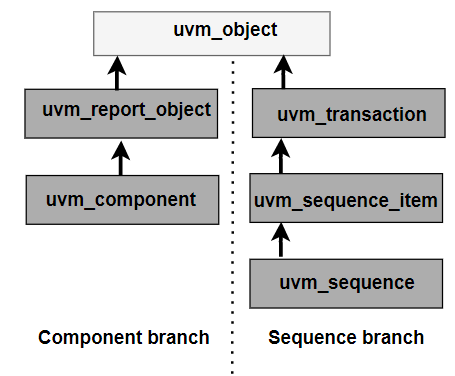 uvm_object
uvm_report_object
uvm_transaction
uvm_component
uvm_sequence_item
uvm_sequence
Component branch
Sequence branch